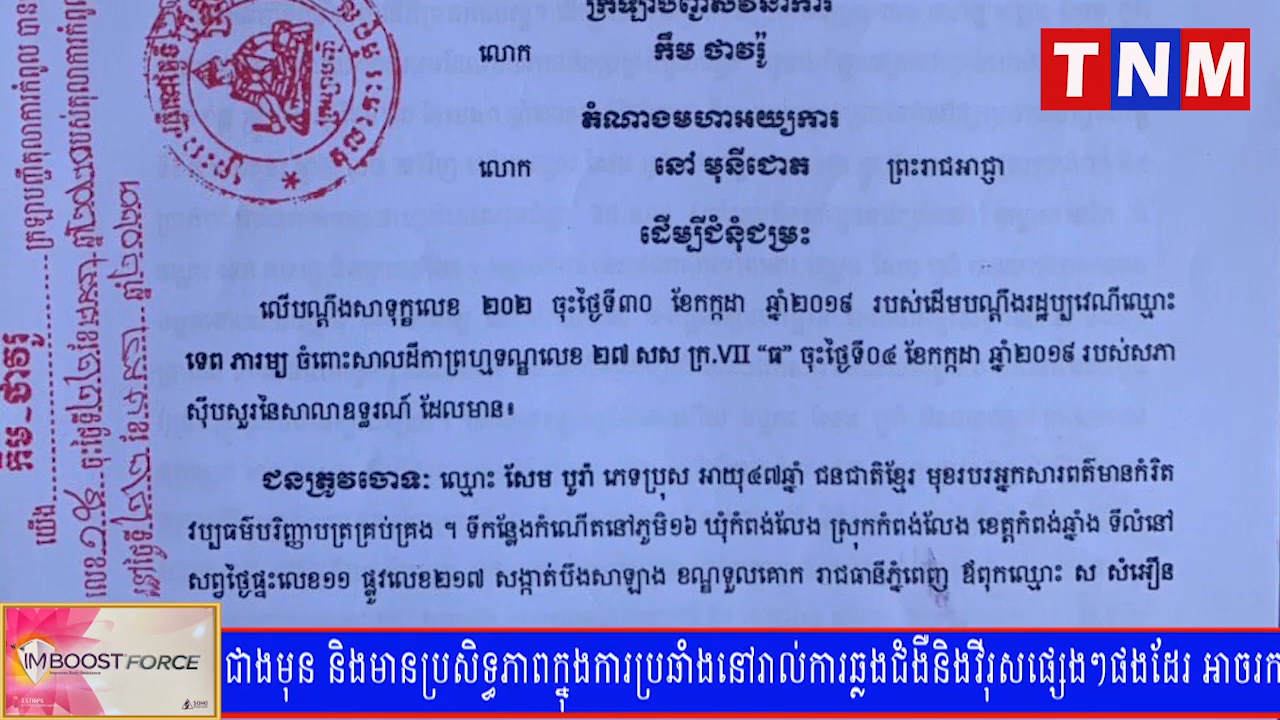 ក្រឡាបញ្ជីសវនាការ
លោក គឹម ថាវរ៉ូ
តំណាងមហាអយ្យការ
លោក នៅ មុនីជោត ព្រះរាជអាជ្ញា
ដើម្បីជំនុំជម្រះ
លើបណ្តឹងសាទុក្ខលេខ ២០២ ចុះថ្ងៃទី៣០ ខែកក្កដា ឆ្នាំ២០១៩ របស់ដើមបណ្តឹងរដ្ឋប្បវេណីឈ្មោះ
ទេព ភារម្យ ចំពោះសាលដីកាព្រហ្មទណ្ឌលេខ ២៧ សស ក្រ.VII “ធ” ចុះថ្ងៃទី០៤ ខែកក្កដា ឆ្នាំ២០១៩ របស់សភា
ស៊ើបសួរនៃសាលាឧទ្ធរណ៍ ដែលមាន៖
ជនត្រូវចោទ: ឈ្មោះ សែម បូរ៉ា ភេទប្រុស អាយុ៤៧ឆ្នាំ ជនជាតិខ្មែរ មុខរបរអ្នកសារពត៌មានកំរិត
វប្បធម៌បរិញ្ញាបត្រគ្រប់គ្រង ។ ទីកន្លែងកំណើតនៅភូមិ១៦ ឃុំកំពង់លែង ស្រុកកំពង់លែង ខេត្តកំពង់ឆ្នាំង ទីលំនៅ
សព្វថ្ងៃផ្ទះលេខ១១ ផ្លូវលេខ២១៧ សង្កាត់បឹងសាឡាង ខណ្ឌទួលគោក រាជធានីភ្នំពេញ ឪពុកឈ្មោះ ស សំអឿន
TNM
IMBOOST FORCE
ជាងមុន និងមានប្រសិទ្ធភាពក្នុងការប្រឆាំងនៅរាល់ការឆ្លងជំងឺនិងវីរុសផ្សេងៗផងដែរ អាចរក